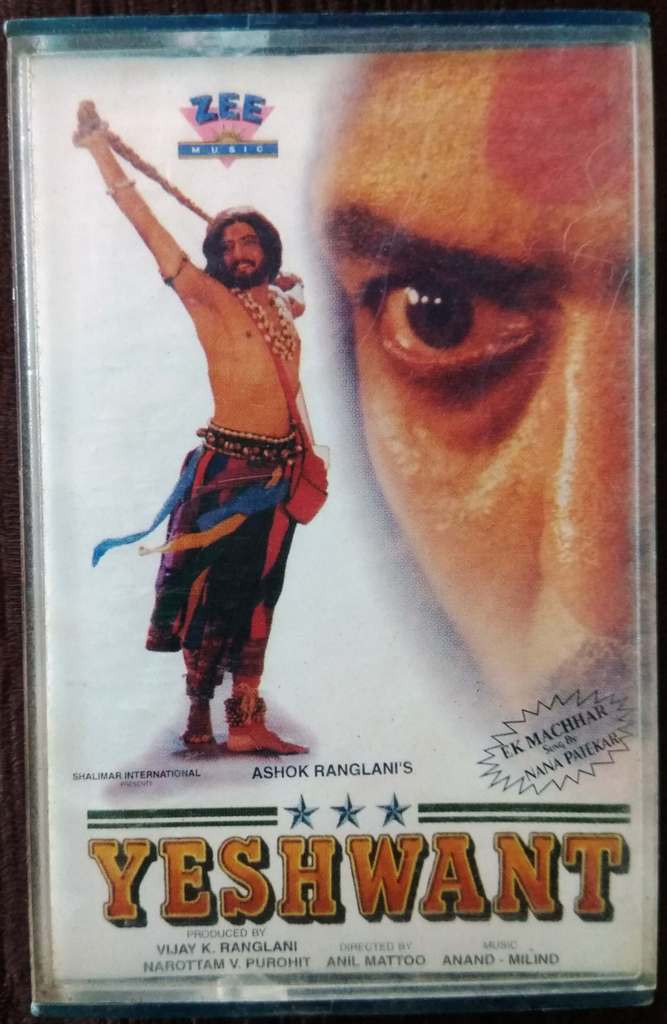 ZEE
MUSIC
EK MACHHAR
Sung By
NANA PATEKAR
SHALIMAR INTERNATIONAL
PRESENTS
ASHOK RANGLANI'S
YESHWANT
PRODUCED BY
VIJAY K. RANGLANI
NAROTTAM V. PUROHIT
DIRECTED BY
ANIL MATTOO
MUSIC
ANAND - MILIND